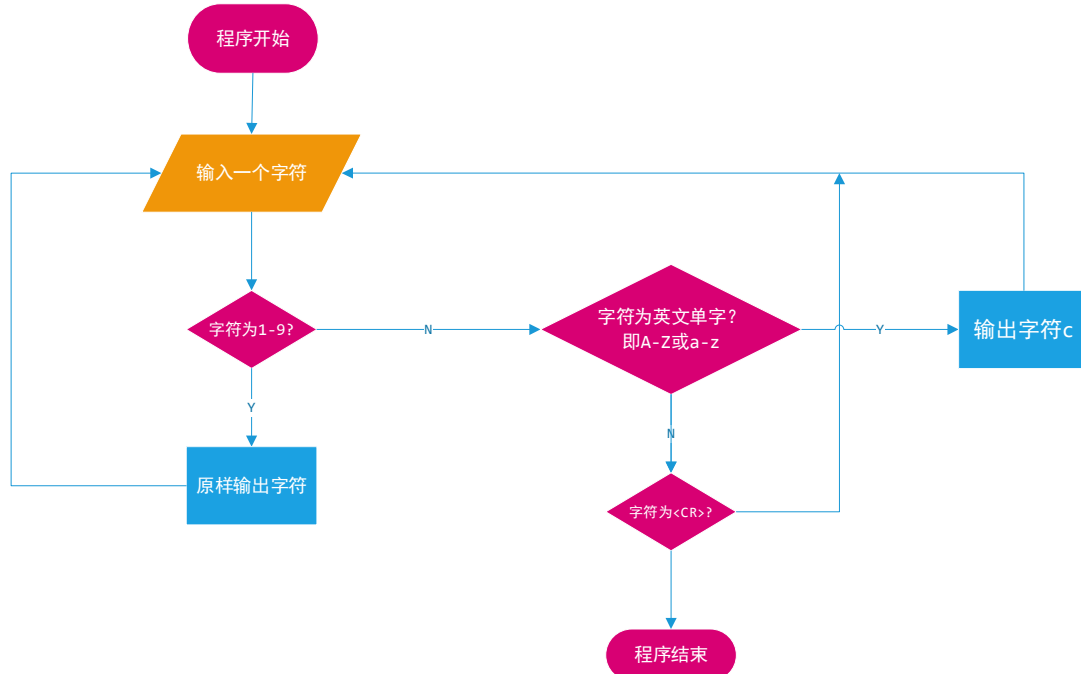 程序开始
输入一个字符
字符为1-9?
N
字符为英文单字?
即A-Z或a-z
Y
输出字符c
Y
N
原样输出字符
字符为<CR>?
程序结束